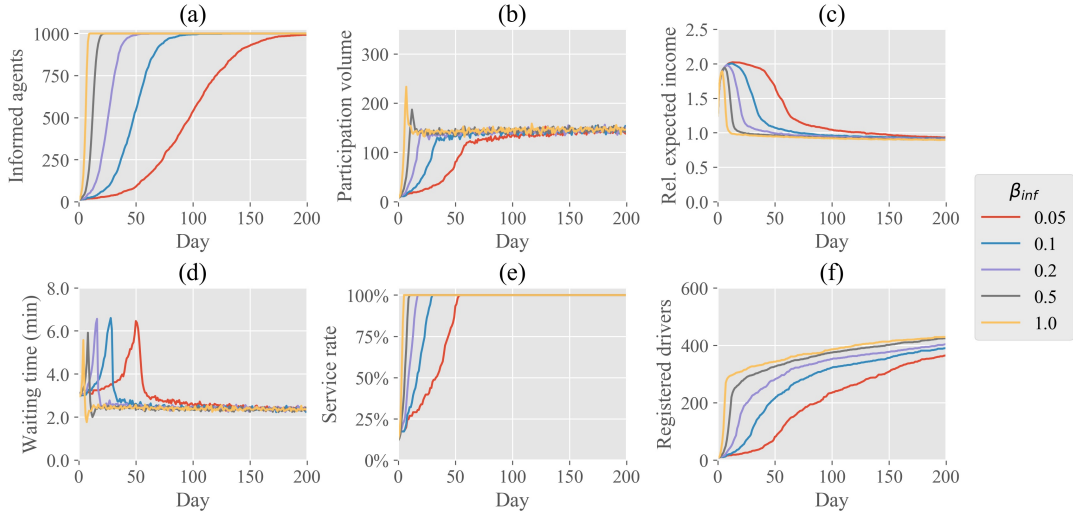 (a)
Informed agents
1000
750
500
250
0
0 50 100 150 200
Day
(b)
Participation volume
300
200
100
0
0 50 100 150 200
Day
(c)
Rel. expected income
2.5
2.0
1.5
1.0
0.5
0.0
0 50 100 150 200
Day
(d)
Waiting time (min)
8.0
6.0
4.0
2.0
0.0
0 50 100 150 200
Day
(e)
Service rate
100%
75%
50%
25%
0%
0 50 100 150 200
Day
(f)
Registered drivers
600
400
200
0
0 50 100 150 200
Day
β_inf
0.05
0.1
0.2
0.5
1.0